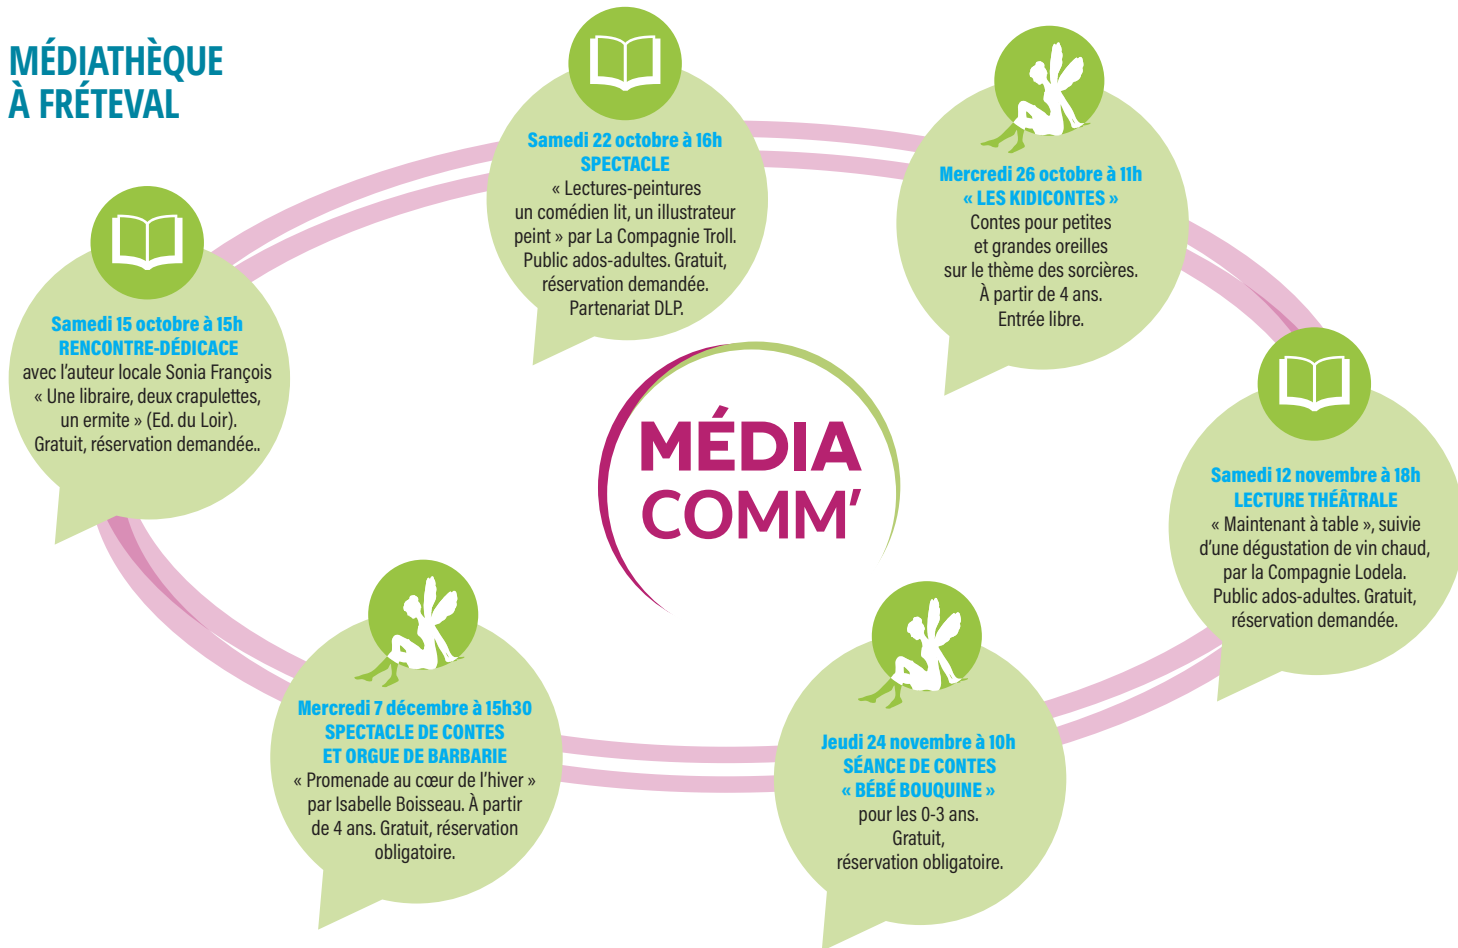 MÉDIATHÈQUE
À FRÉTEVAL
Samedi 15 octobre à 15h
RENCONTRE-DÉDICACE
avec l'auteur locale Sonia François
« Une libraire, deux crapulettes,
un ermite » (Ed. du Loir).
Gratuit, réservation demandée..
Samedi 22 octobre à 16h
SPECTACLE
« Lectures-peintures
un comédien lit, un illustrateur
peint » par La Compagnie Troll.
Public ados-adultes. Gratuit,
réservation demandée.
Partenariat DLP.
Mercredi 26 octobre à 11h
« LES KIDICONTES »
Contes pour petites
et grandes oreilles
sur le thème des sorcières.
À partir de 4 ans.
Entrée libre.
Samedi 12 novembre à 18h
LECTURE THÉÂTRALE
« Maintenant à table », suivie
d'une dégustation de vin chaud,
par la Compagnie Lodela.
Public ados-adultes. Gratuit,
réservation demandée.
Jeudi 24 novembre à 10h
SÉANCE DE CONTES
« BÉBÉ BOUQUINE »
pour les 0-3 ans.
Gratuit,
réservation obligatoire.
Mercredi 7 décembre à 15h30
SPECTACLE DE CONTES
ET ORGUE DE BARBARIE
« Promenade au cœur de l'hiver »
par Isabelle Boisseau. À partir
de 4 ans. Gratuit, réservation
obligatoire.
MÉDIA
COMM'